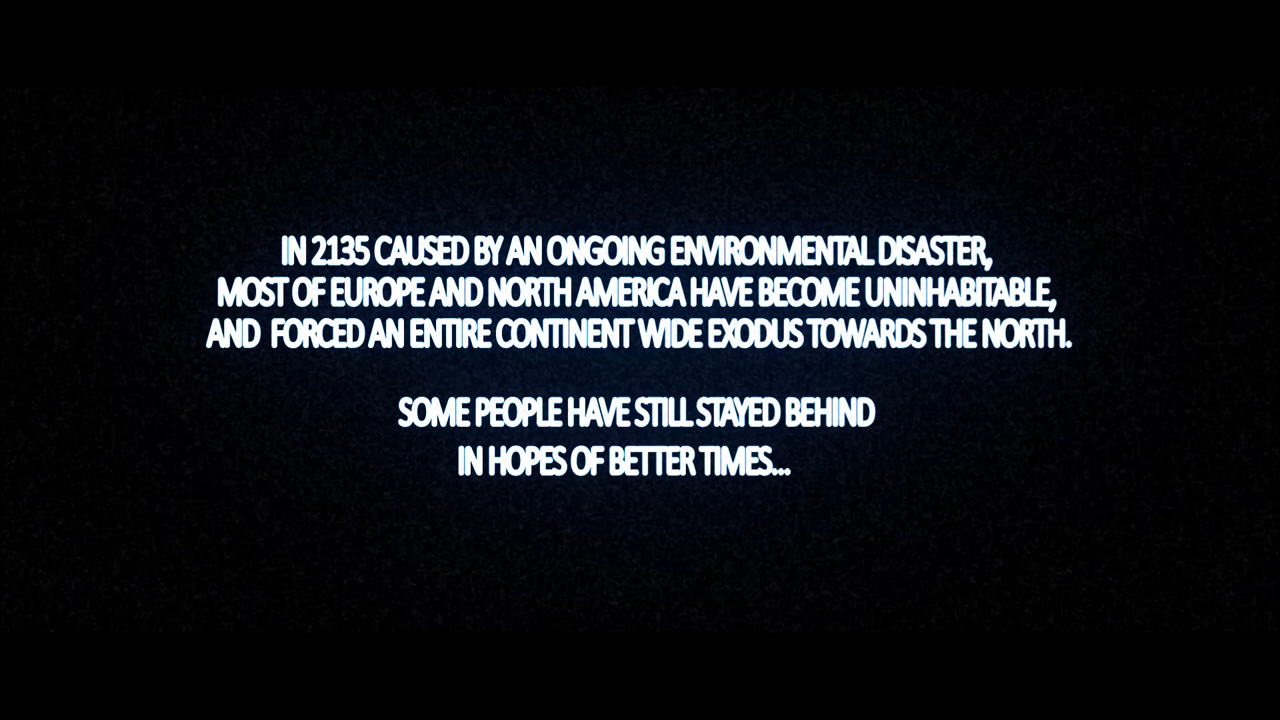 IN 2135 CAUSED BY AN ONGOING ENVIRONMENTAL DISASTER,
MOST OF EUROPE AND NORTH AMERICA HAVE BECOME UNINHABITABLE,
AND  FORCED AN ENTIRE CONTINENT WIDE EXODUS TOWARDS THE NORTH.
SOME PEOPLE HAVE STILL STAYED BEHIND
IN HOPES OF BETTER TIMES...